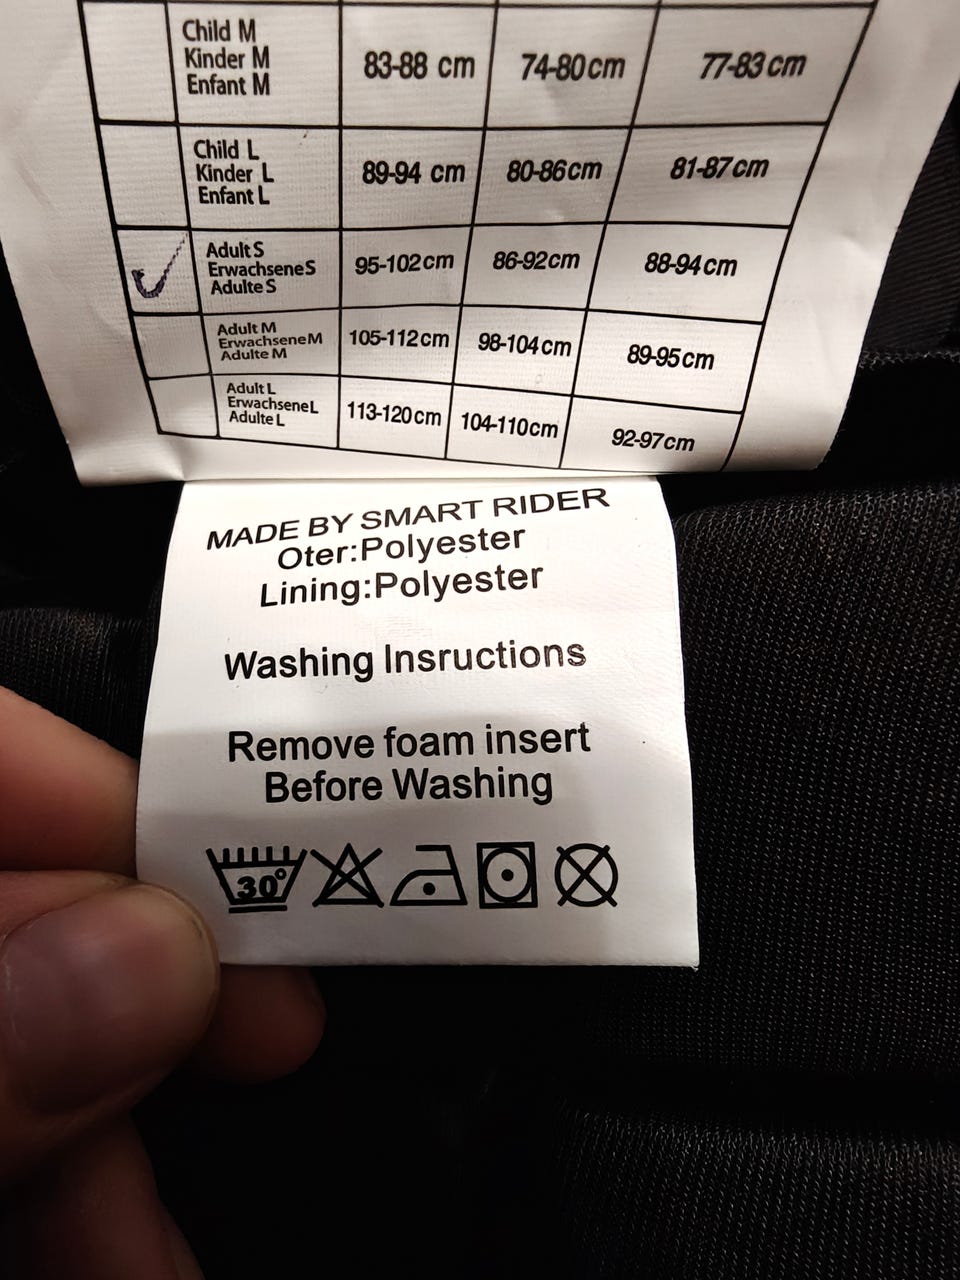 Child M
Kinder M
Enfant M
83-88 cm
74-80cm
77-83cm
Child L
Kinder L
Enfant L
89-94 cm
80-86cm
81-87cm
Adult S
ErwachseneS
Adulte S
95-102cm
86-92cm
88-94cm
Adult M
ErwachseneM
Adulte M
105-112cm
98-104cm
89-95cm
Adult L
ErwachseneL
Adulte L
113-120cm
104-110cm
92-97cm
MADE BY SMART RIDER
Oter:Polyester
Lining:Polyester
Washing Insructions
Remove foam insert
Before Washing
30°